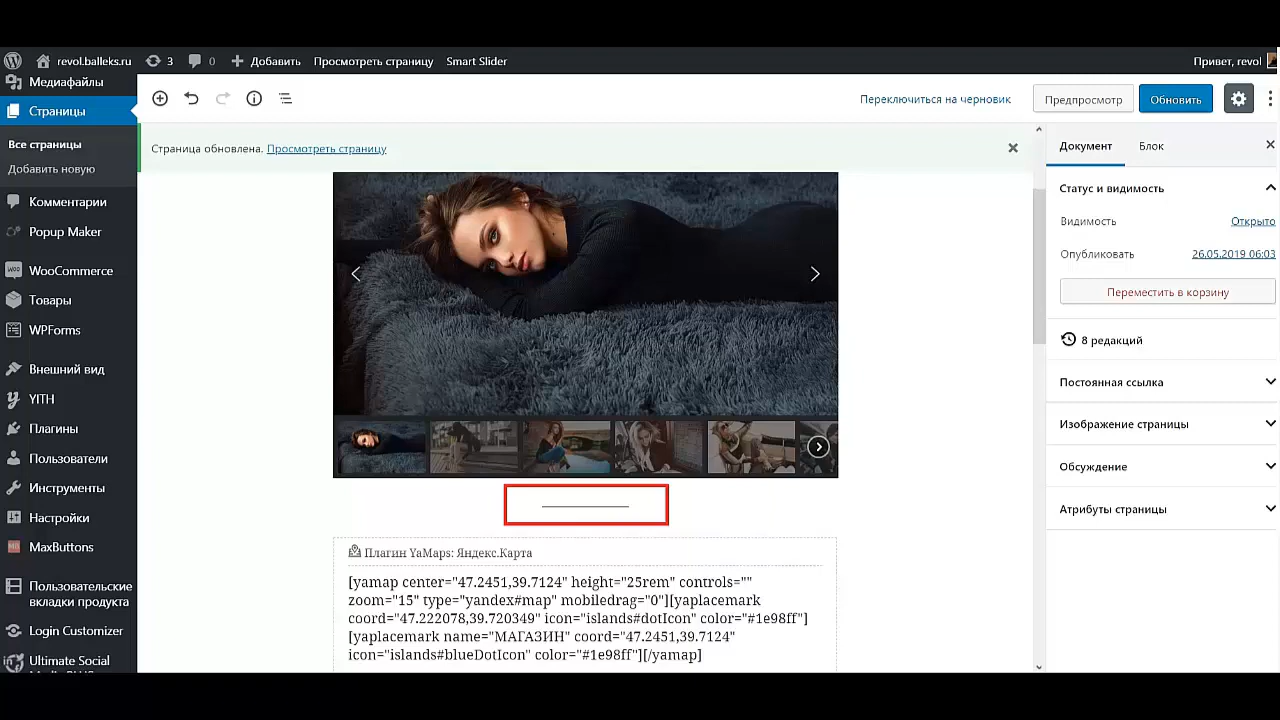 revol.balleks.ru 3 0 Добавить Просмотреть страницу Smart Slider Привет, revol
Медиафайлы
Страницы
Все страницы
Добавить новую
Комментарии
Popup Maker
WooCommerce
Товары
WPForms
Внешний вид
YITH
Плагины
Пользователи
Инструменты
Настройки
MaxButtons
Пользовательские
вкладки продукта
Login Customizer
Ultimate Social
Переключиться на черновик Предпросмотр Обновить
Страница обновлена. Просмотреть страницу
Плагин YaMaps: Яндекс.Карта
[yamap center="47.2451,39.7124" height="25rem" controls=""
zoom="15" type="yandex#map" mobiledrag="0"][yaplacemark
coord="47.222078,39.720349" icon="islands#dotIcon" color="#1e98ff"]
[yaplacemark name="МАГАЗИН" coord="47.2451,39.7124"
icon="islands#blueDotIcon" color="#1e98ff"][/yamap]
Документ Блок
Статус и видимость
Видимость Открыто
Опубликовать 26.05.2019 06:03
Переместить в корзину
8 редакций
Постоянная ссылка
Изображение страницы
Обсуждение
Атрибуты страницы